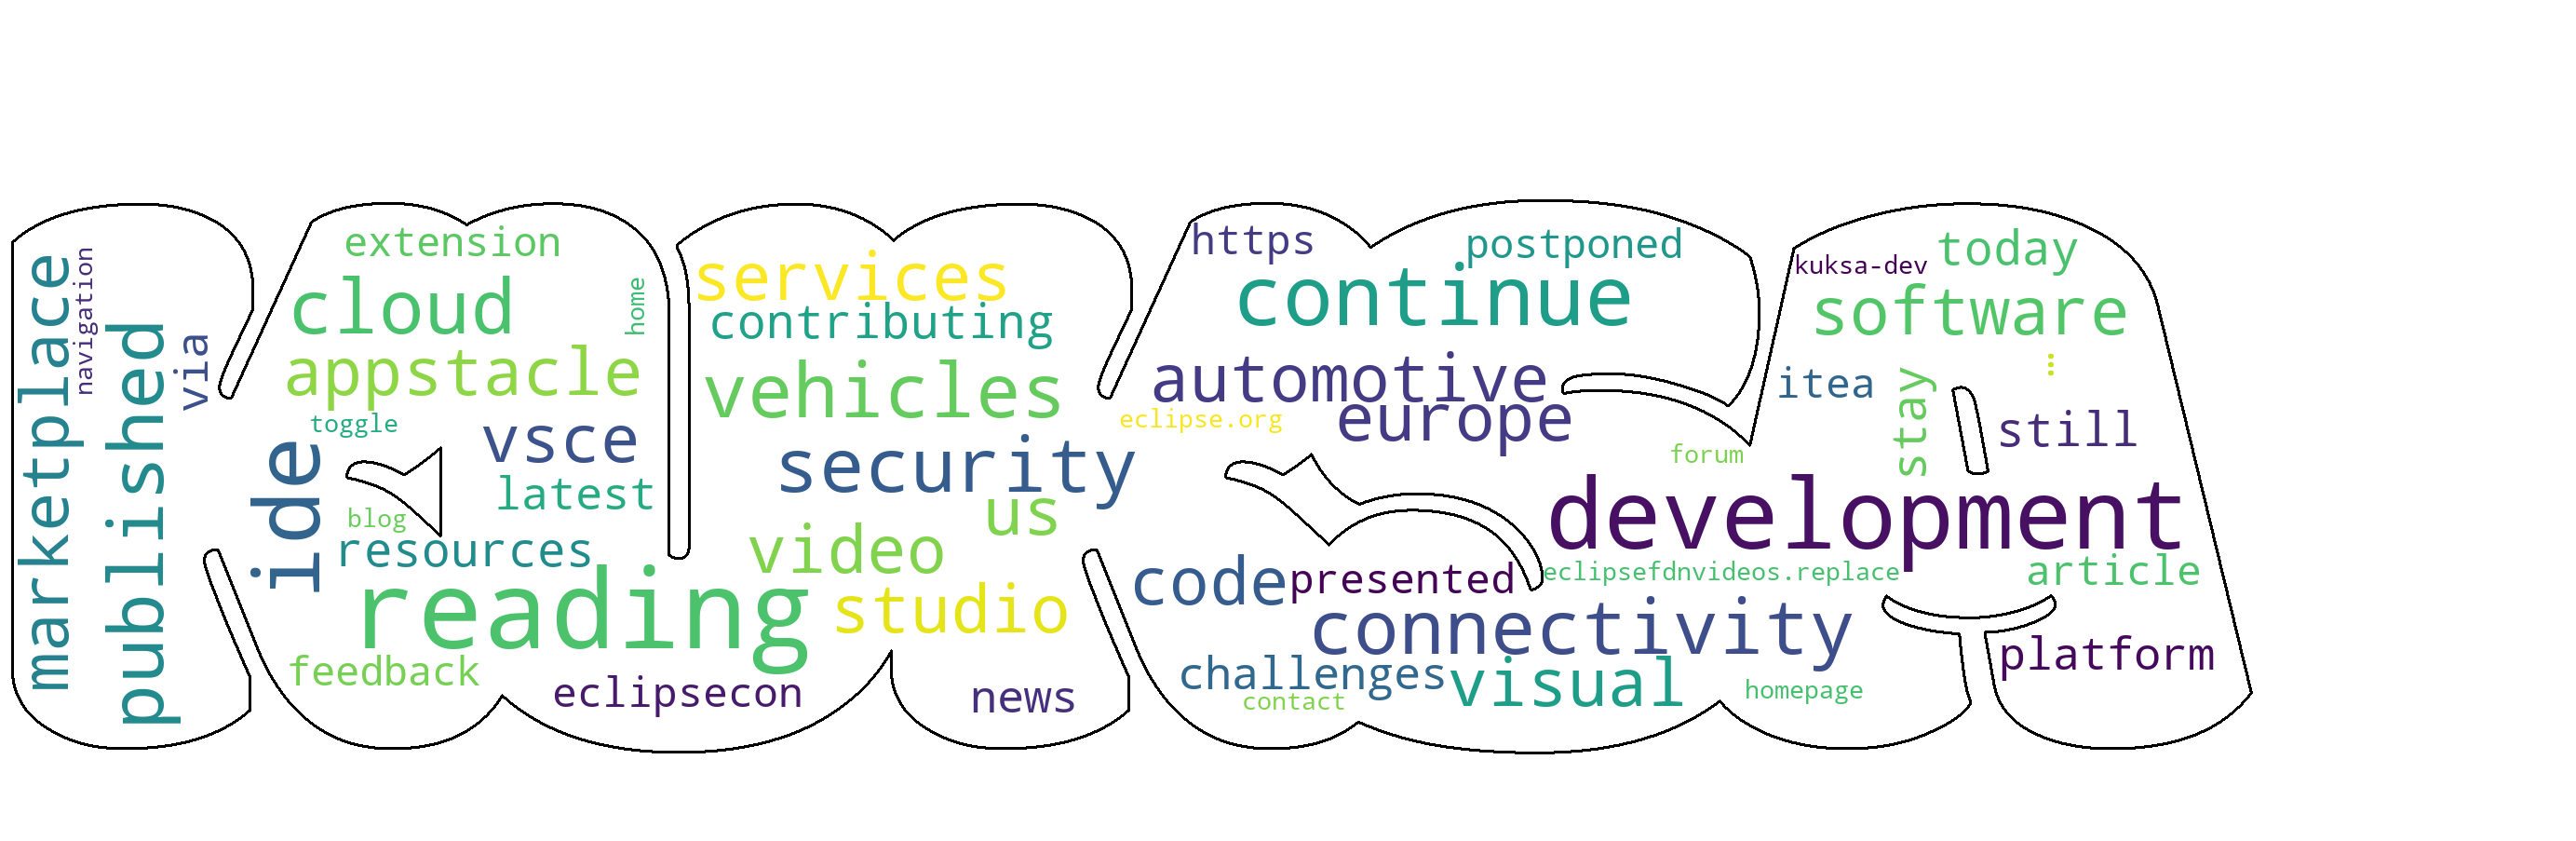 marketplace
navigation
published
via
extension
cloud
home
appstacle
toggle
ide
vsce
latest
blog
resources
reading
feedback
eclipsecon
services
contributing
vehicles
security
us
video
studio
news
https
postponed
continue
automotive
eclipse.org
europe
forum
code
presented
connectivity
challenges
visual
contact
homepage
kuksa-dev
today
software
...
itea
stay
still
development
eclipsefdnvideos.replace
article
platform